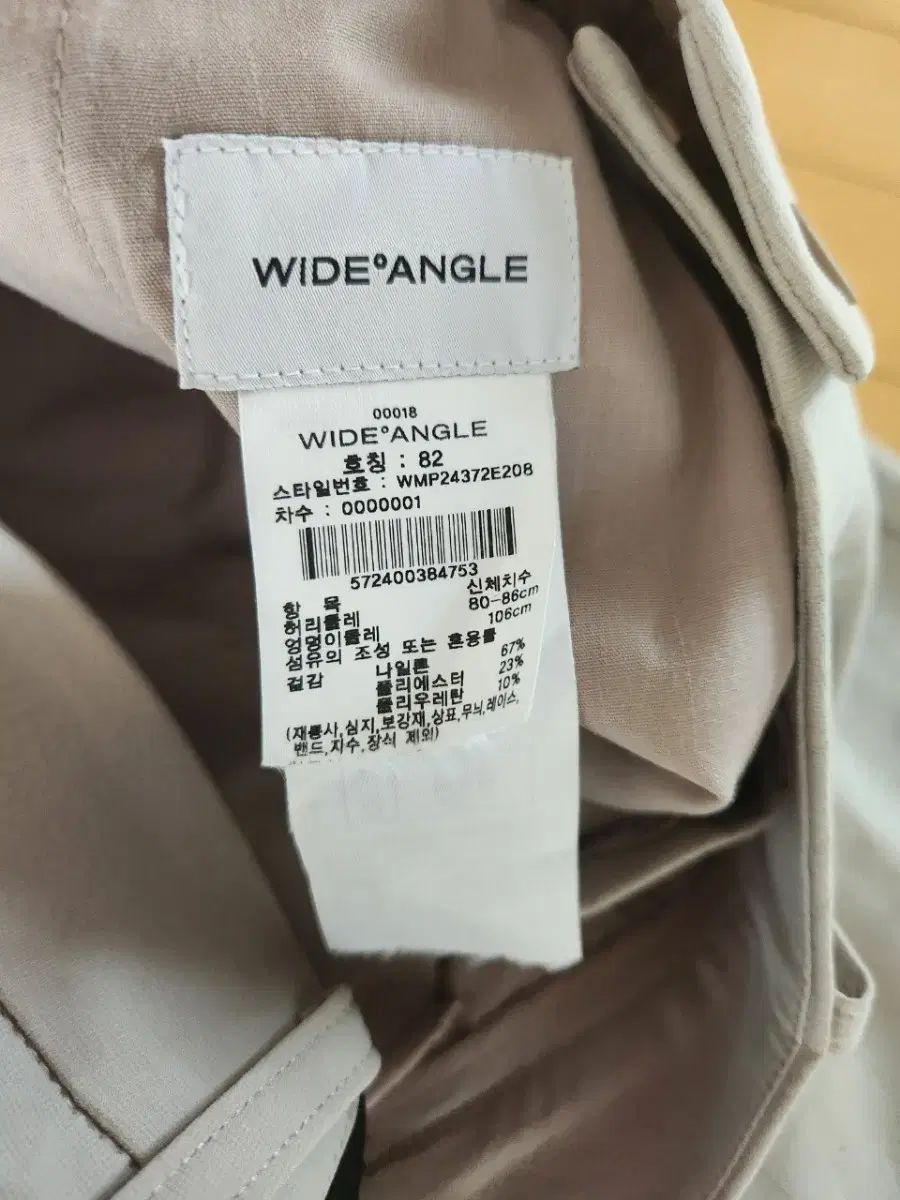 WIDE°ANGLE
00018
WIDE°ANGLE
호칭 : 82
스타일번호 : WMP24372E208
차수 : 0000001
572400384753
항 목 신체치수
허리둘레 80-86cm
엉덩이둘레 106cm
섬유의 조성 또는 혼용률
겉감 나일론 67%
폴리에스터 23%
폴리우레탄 10%
(재봉사,심지,보강재,상표,무늬,레이스,
밴드,자수,장식 제외)